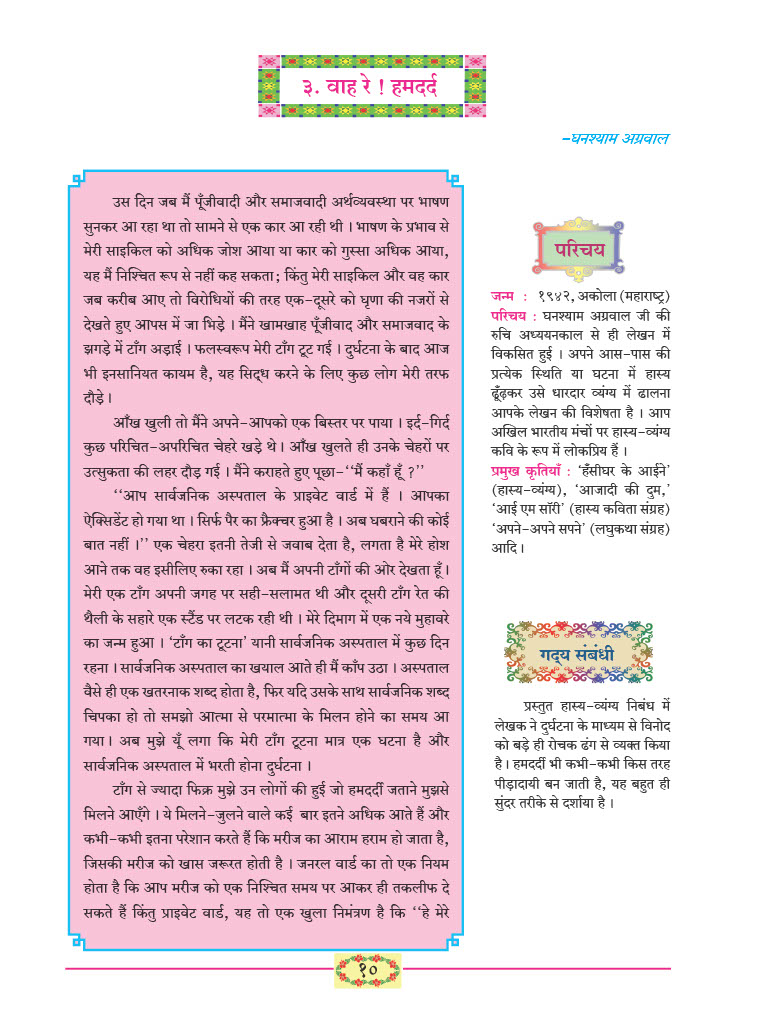 ३. वाह रे ! हमदर्द
–घनश्याम अग्रवाल
उस दिन जब मैं पूँजीवादी और समाजवादी अर्थव्यवस्था पर भाषण
सुनकर आ रहा था तो सामने से एक कार आ रही थी । भाषण के प्रभाव से
मेरी साइकिल को अधिक जोश आया या कार को गुस्सा अधिक आया,
यह मैं निश्चित रूप से नहीं कह सकता; किंतु मेरी साइकिल और वह कार
जब करीब आए तो विरोधियों की तरह एक-दूसरे को घृणा की नजरों से
देखते हुए आपस में जा भिड़े । मैंने खामखाह पूँजीवाद और समाजवाद के
झगड़े में टाँग अड़ाई । फलस्वरूप मेरी टाँग टूट गई । दुर्घटना के बाद आज
भी इनसानियत कायम है, यह सिद्ध करने के लिए कुछ लोग मेरी तरफ
दौड़े ।
आँख खुली तो मैंने अपने-आपको एक बिस्तर पर पाया । इर्द-गिर्द
कुछ परिचित-अपरिचित चेहरे खड़े थे । आँख खुलते ही उनके चेहरों पर
उत्सुकता की लहर दौड़ गई । मैंने कराहते हुए पूछा-‘‘मैं कहाँ हूँ ?’’
‘‘आप सार्वजनिक अस्पताल के प्राइवेट वार्ड में हैं । आपका
ऐक्सिडेंट हो गया था । सिर्फ पैर का फ्रैक्चर हुआ है । अब घबराने की कोई
बात नहीं ।’’ एक चेहरा इतनी तेजी से जवाब देता है, लगता है मेरे होश
आने तक वह इसीलिए रुका रहा । अब मैं अपनी टाँगों की ओर देखता हूँ ।
मेरी एक टाँग अपनी जगह पर सही-सलामत थी और दूसरी टाँग रेत की
थैली के सहारे एक स्टैंड पर लटक रही थी । मेरे दिमाग में एक नये मुहावरे
का जन्म हुआ । ‘टाँग का टूटना’ यानी सार्वजनिक अस्पताल में कुछ दिन
रहना । सार्वजनिक अस्पताल का खयाल आते ही मैं काँप उठा । अस्पताल
वैसे ही एक खतरनाक शब्द होता है, फिर यदि उसके साथ सार्वजनिक शब्द
चिपका हो तो समझो आत्मा से परमात्मा के मिलन होने का समय आ
गया । अब मुझे यूँ लगा कि मेरी टाँग टूटना मात्र एक घटना है और
सार्वजनिक अस्पताल में भरती होना दुर्घटना ।
टाँग से ज्यादा फिक्र मुझे उन लोगों की हुई जो हमदर्दी जताने मुझसे
मिलने आएँगे । ये मिलने-जुलने वाले कई बार इतने अधिक आते हैं और
कभी-कभी इतना परेशान करते हैं कि मरीज का आराम हराम हो जाता है,
जिसकी मरीज को खास जरूरत होती है । जनरल वार्ड का तो एक नियम
होता है कि आप मरीज को एक निश्चित समय पर आकर ही तकलीफ दे
सकते हैं किंतु प्राइवेट वार्ड, यह तो एक खुला निमंत्रण है कि ‘‘हे मेरे
परिचय
जन्म : १९४२, अकोला (महाराष्ट्र)
परिचय : घनश्याम अग्रवाल जी की
रुचि अध्ययनकाल से ही लेखन में
विकसित हुई । अपने आस-पास की
प्रत्येक स्थिति या घटना में हास्य
ढूँढ़कर उसे धारदार व्यंग्य में ढालना
आपके लेखन की विशेषता है । आप
अखिल भारतीय मंचों पर हास्य-व्यंग्य
कवि के रूप में लोकप्रिय हैं ।
प्रमुख कृतियाँ : ‘हँसीघर के आईने’
(हास्य-व्यंग्य), ‘आजादी की दुम,’
‘आई एम सॉरी’ (हास्य कविता संग्रह)
‘अपने-अपने सपने’ (लघुकथा संग्रह)
आदि ।
गद्य संबंधी
प्रस्तुत हास्य-व्यंग्य निबंध में
लेखक ने दुर्घटना के माध्यम से विनोद
को बड़े ही रोचक ढंग से व्यक्त किया
है । हमदर्दी भी कभी-कभी किस तरह
पीड़ादायी बन जाती है, यह बहुत ही
सुंदर तरीके से दर्शाया है ।
१०